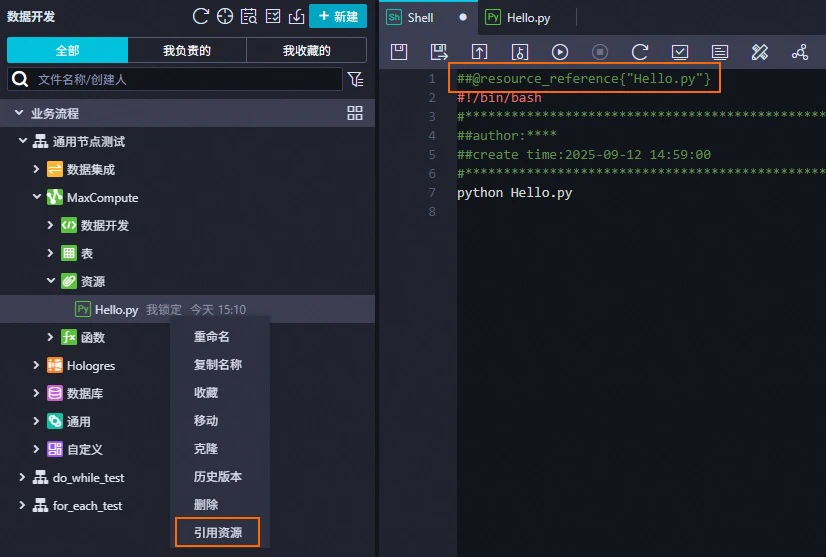 数据开发
+ 新建
全部 我负责的 我收藏的
文件名称/创建人
业务流程
通用节点测试
数据集成
MaxCompute
数据开发
表
资源
Py Hello.py 我锁定 今天 15:10
fx 函数
Hologres
数据库
通用
自定义
do_while_test
for_each_test
重命名
复制名称
收藏
移动
克隆
历史版本
删除
引用资源
Sh Shell
Py Hello.py
1 ##@resource_reference{"Hello.py"}
2 #!/bin/bash
3 #************************************************
4 ##author:****
5 ##create time:2025-09-12 14:59:00
6 #************************************************
7 python Hello.py
8